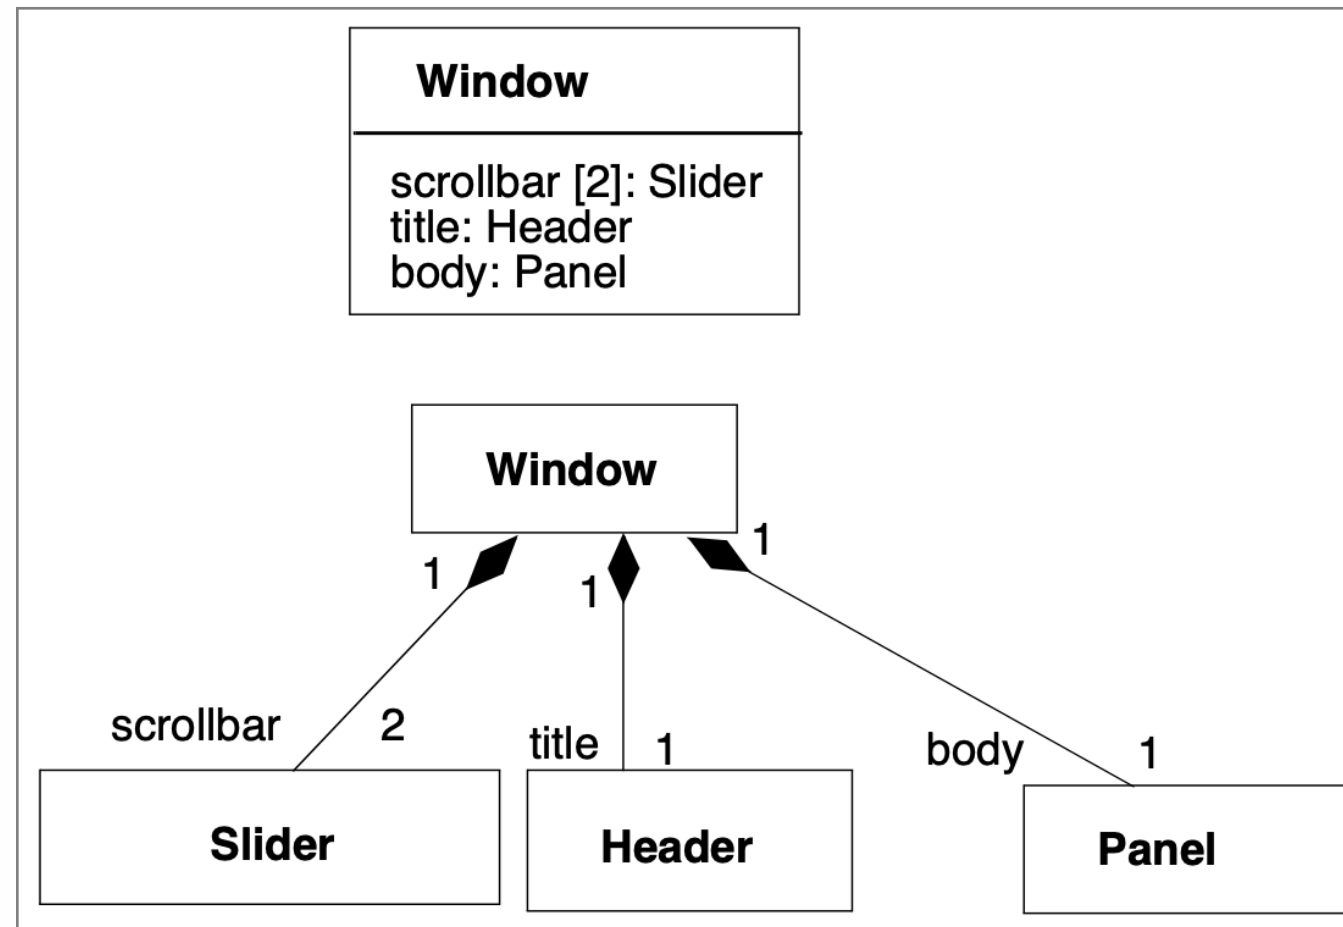 Window
scrollbar [2]: Slider
title: Header
body: Panel
Window
1
1
1
scrollbar
2
title
1
body
1
Slider
Header
Panel